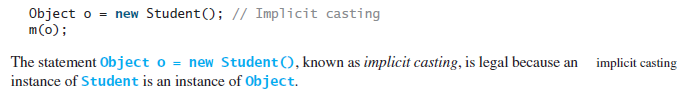 Object o = new Student(); // Implicit casting
m(o);
The statement Object o = new Student(), known as implicit casting, is legal because an
implicit casting
instance of Student is an instance of Object.